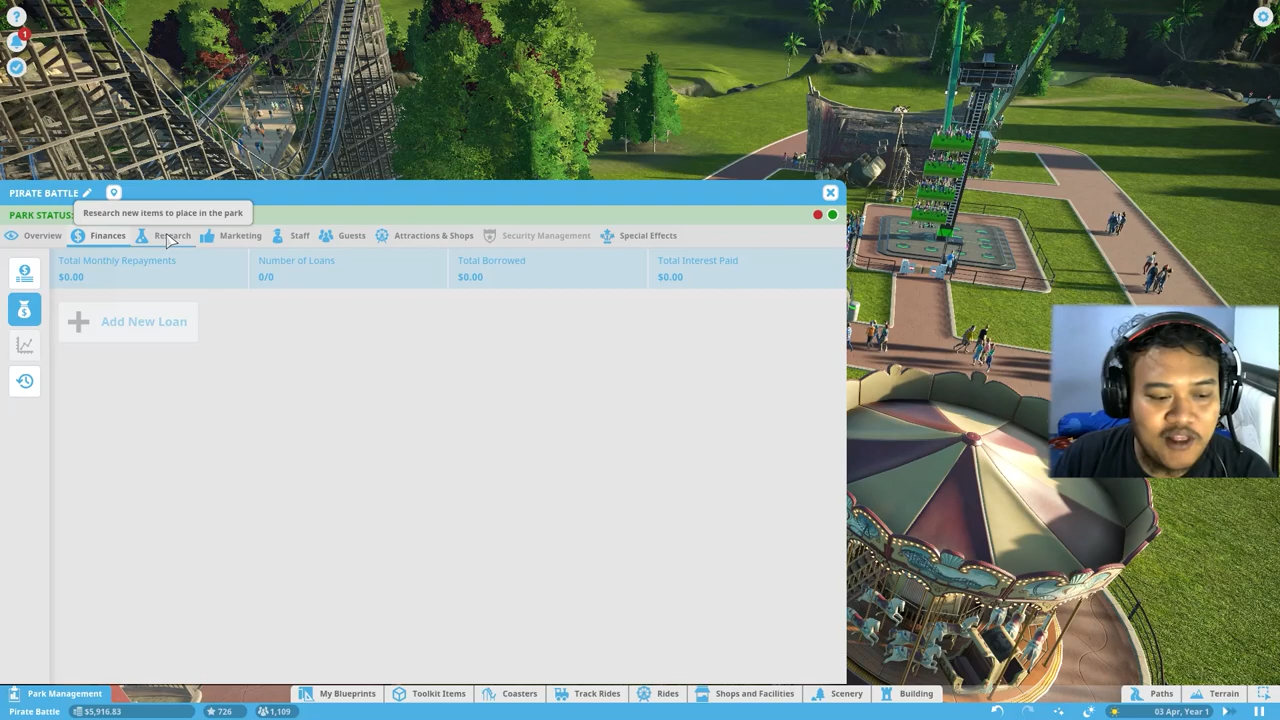 ?
1
PIRATE BATTLE
PARK STATUS:
Research new items to place in the park
Overview
Finances
Research
Marketing
Staff
Guests
Attractions & Shops
Security Management
Special Effects
Total Monthly Repayments
$0.00
Number of Loans
0/0
Total Borrowed
$0.00
Total Interest Paid
$0.00
Add New Loan
Park Management
My Blueprints
Toolkit Items
Coasters
Track Rides
Rides
Shops and Facilities
Scenery
Building
Paths
Terrain
Pirate Battle
$5,916.83
726
1,109
03 Apr, Year 1